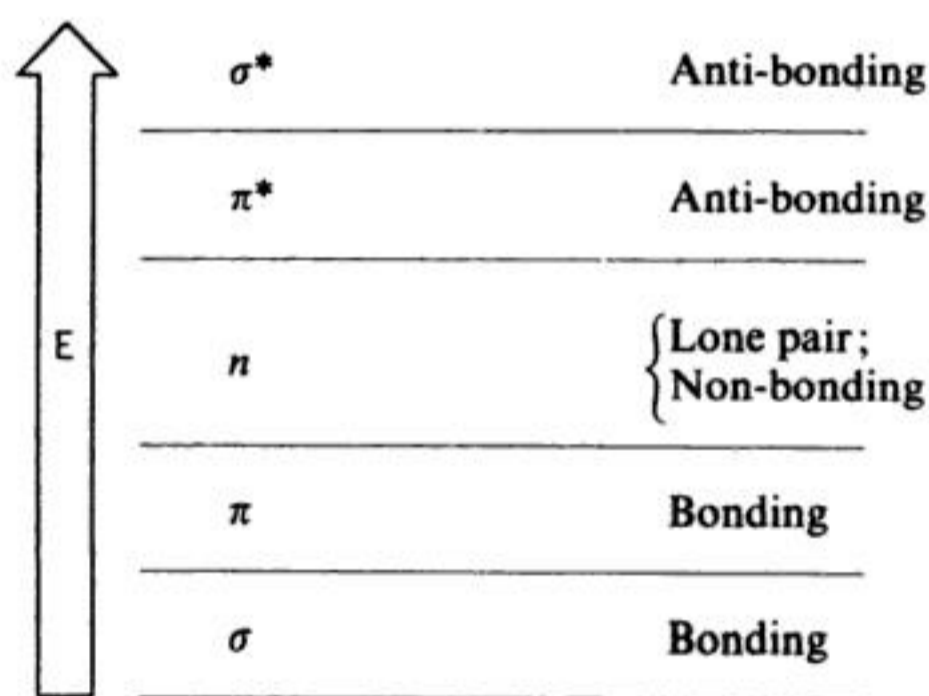 σ* Anti-bonding
π* Anti-bonding
E
n {Lone pair;
Non-bonding
π Bonding
σ Bonding